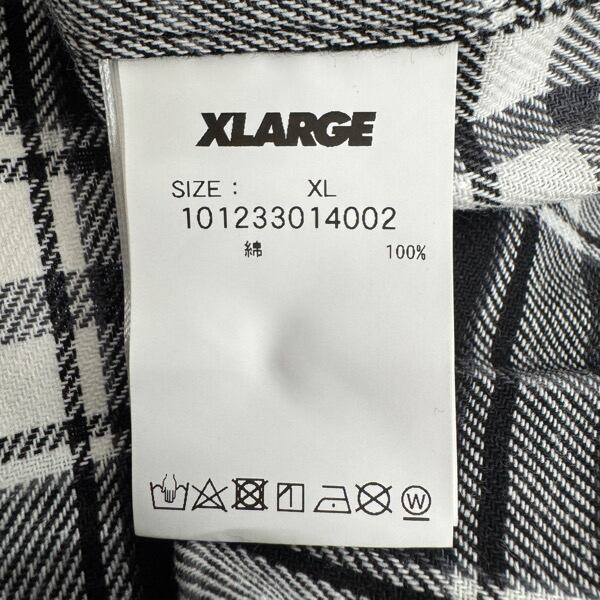 XLARGE
SIZE : XL
101233014002
綿 100%
W